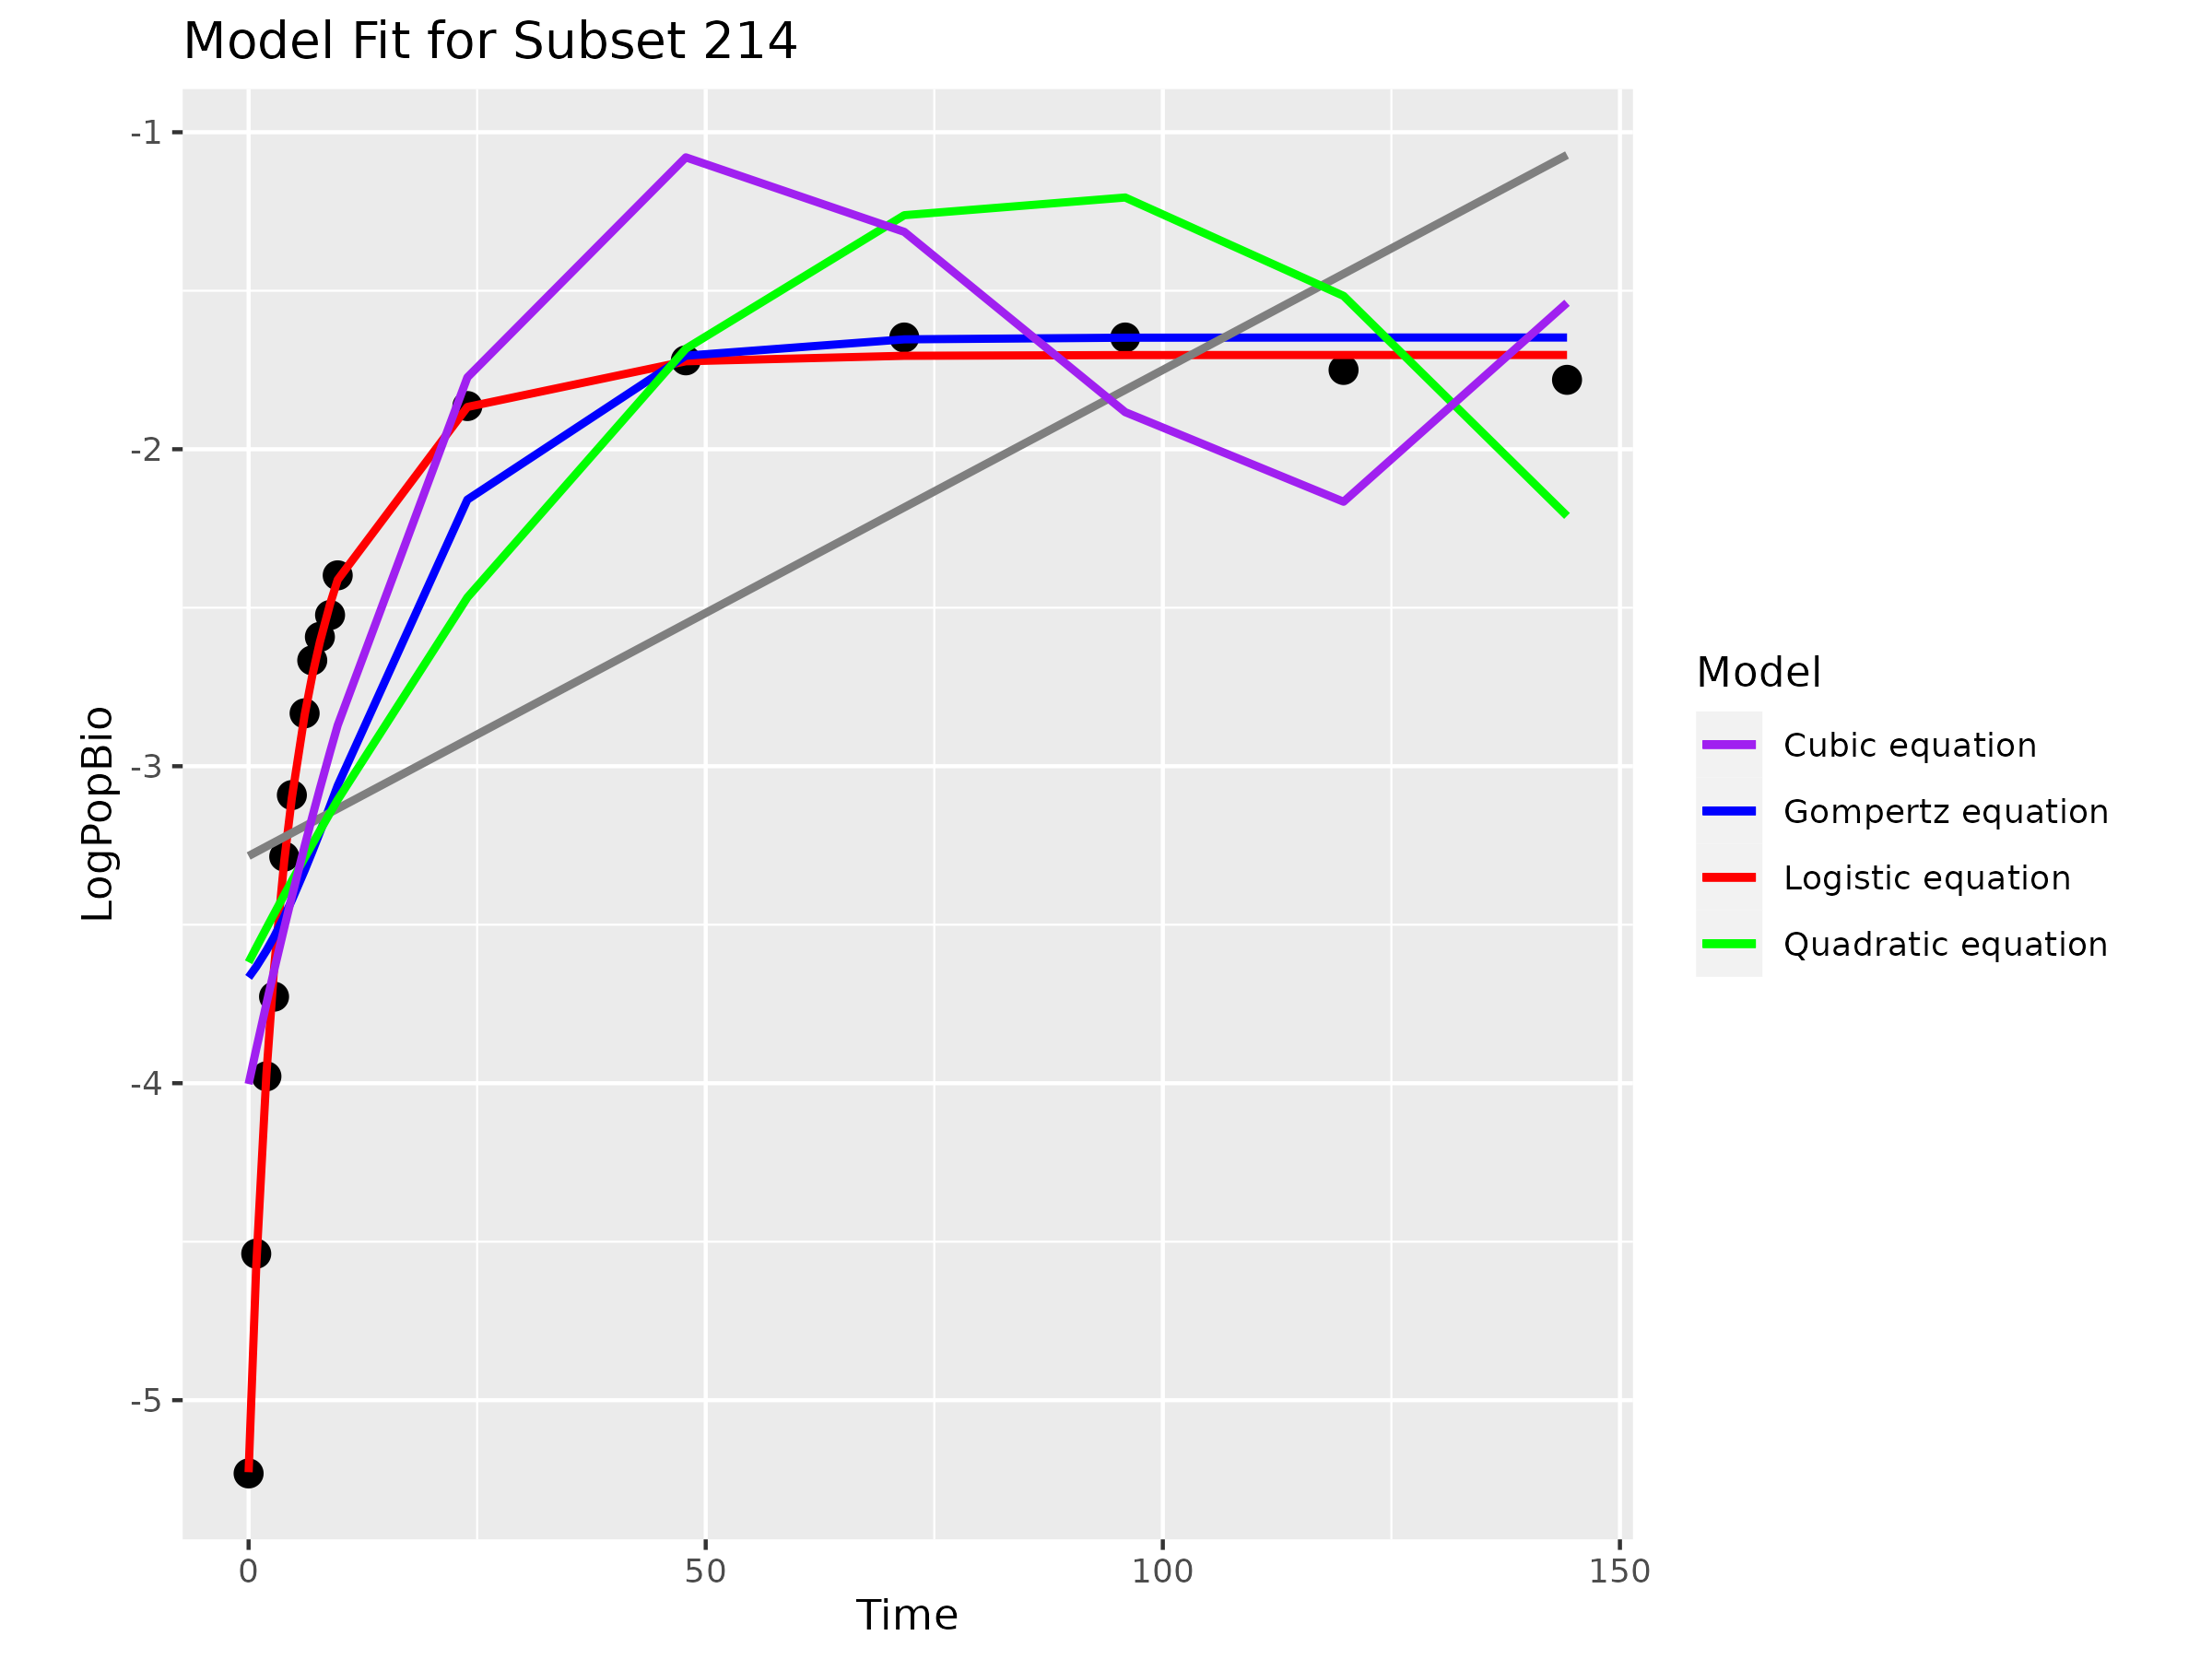 Model Fit for Subset 214
-1
-2
-3
-4
-5
LogPopBio
0 50 100 150
Time
Model
Cubic equation
Gompertz equation
Logistic equation
Quadratic equation